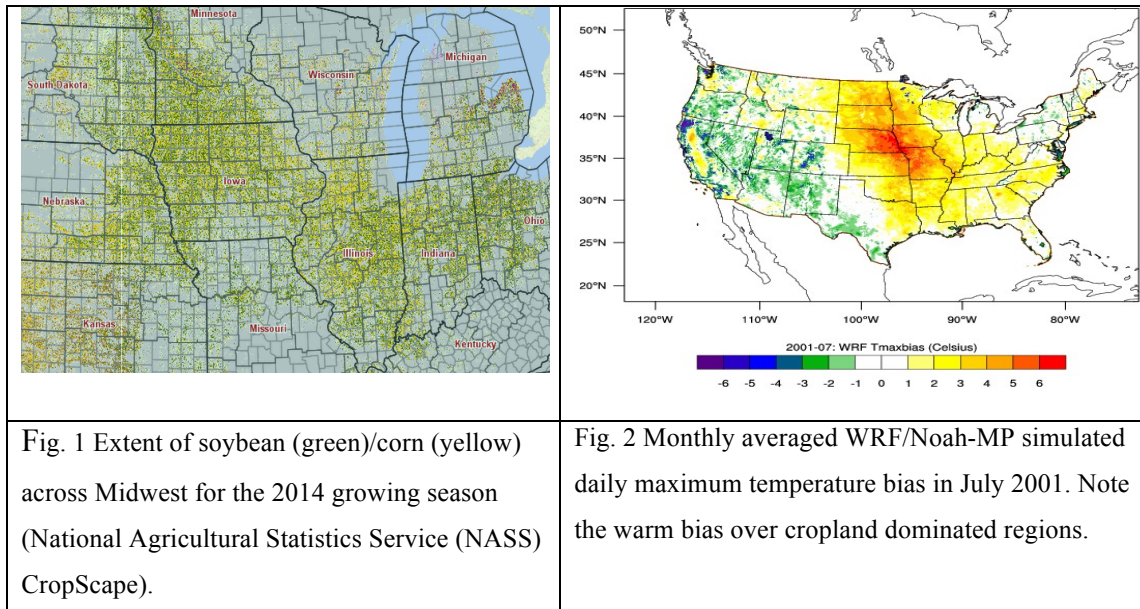 Minnesota
South Dakota
Wisconsin
Michigan
Iowa
Nebraska
Illinois
Indiana
Ohio
Kansas
Missouri
Kentucky
50°N
45°N
40°N
35°N
30°N
25°N
20°N
120°W 110°W 100°W 90°W 80°W
2001-07: WRF Tmaxbias (Celsius)
-6 -5 -4 -3 -2 -1 0 1 2 3 4 5 6
Fig. 1 Extent of soybean (green)/corn (yellow)
across Midwest for the 2014 growing season
(National Agricultural Statistics Service (NASS)
CropScape).
Fig. 2 Monthly averaged WRF/Noah-MP simulated
daily maximum temperature bias in July 2001. Note
the warm bias over cropland dominated regions.